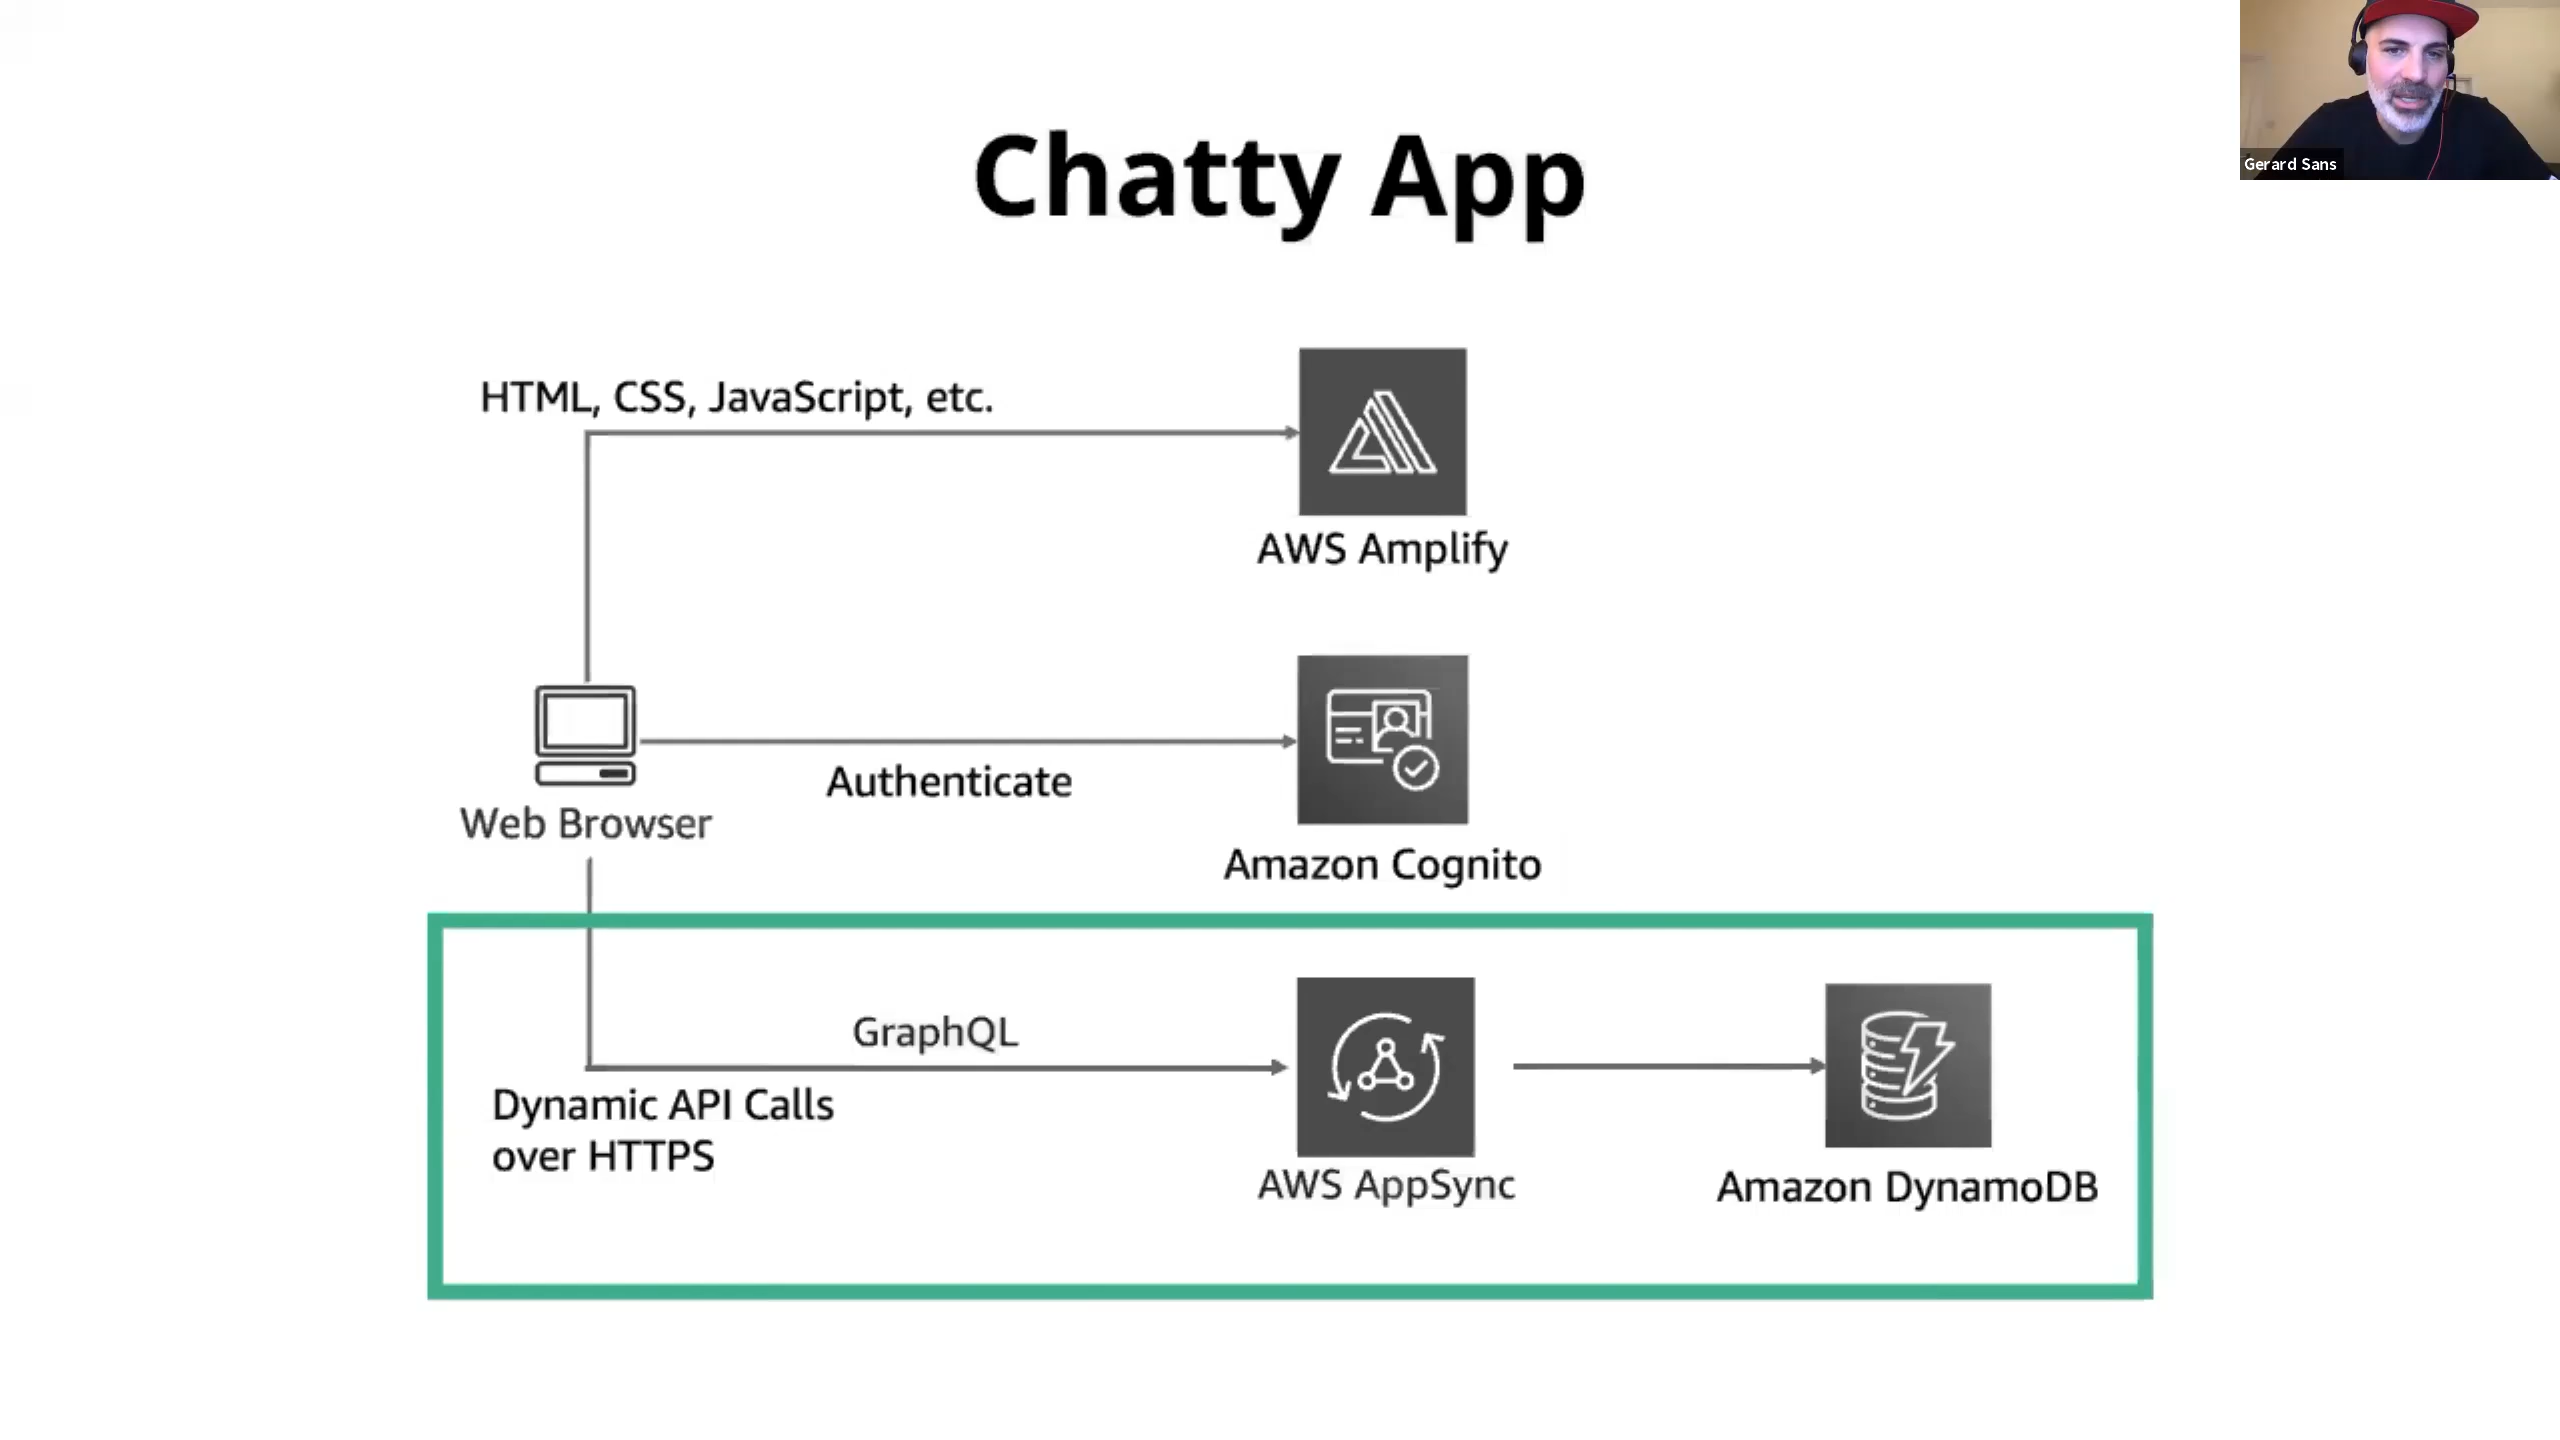 Chatty App
Gerard Sans
HTML, CSS, JavaScript, etc.
AWS Amplify
Authenticate
Web Browser
Amazon Cognito
GraphQL
Dynamic API Calls
over HTTPS
AWS AppSync
Amazon DynamoDB